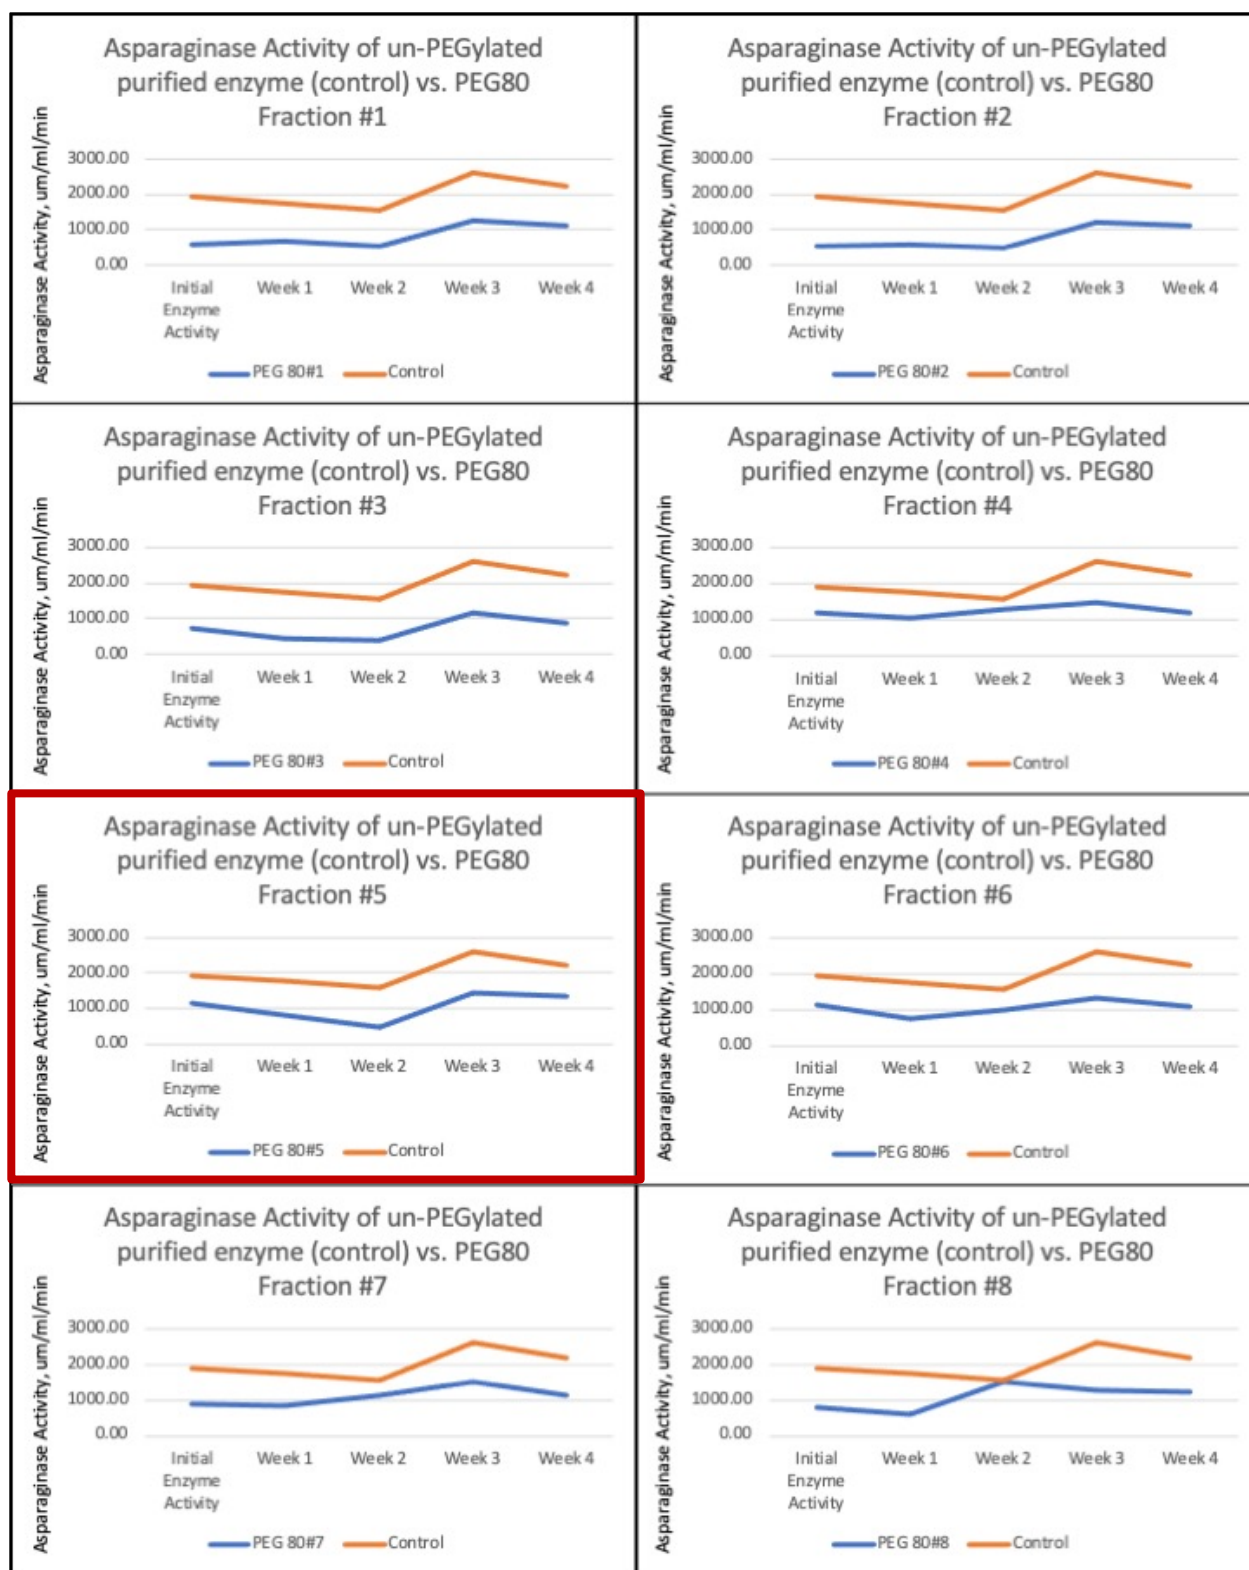 Asparaginase Activity of un-PEGylated
purified enzyme (control) vs. PEG80
Fraction #1
Asparaginase Activity, um/ml/min
3000.00
2000.00
1000.00
0.00
Initial Enzyme Activity
Week 1
Week 2
Week 3
Week 4
PEG 80#1
Control
Asparaginase Activity of un-PEGylated
purified enzyme (control) vs. PEG80
Fraction #2
Asparaginase Activity, um/ml/min
3000.00
2000.00
1000.00
0.00
Initial Enzyme Activity
Week 1
Week 2
Week 3
Week 4
PEG 80#2
Control
Asparaginase Activity of un-PEGylated
purified enzyme (control) vs. PEG80
Fraction #3
Asparaginase Activity, um/ml/min
3000.00
2000.00
1000.00
0.00
Initial Enzyme Activity
Week 1
Week 2
Week 3
Week 4
PEG 80#3
Control
Asparaginase Activity of un-PEGylated
purified enzyme (control) vs. PEG80
Fraction #4
Asparaginase Activity, um/ml/min
3000.00
2000.00
1000.00
0.00
Initial Enzyme Activity
Week 1
Week 2
Week 3
Week 4
PEG 80#4
Control
Asparaginase Activity of un-PEGylated
purified enzyme (control) vs. PEG80
Fraction #5
Asparaginase Activity, um/ml/min
3000.00
2000.00
1000.00
0.00
Initial Enzyme Activity
Week 1
Week 2
Week 3
Week 4
PEG 80#5
Control
Asparaginase Activity of un-PEGylated
purified enzyme (control) vs. PEG80
Fraction #6
Asparaginase Activity, um/ml/min
3000.00
2000.00
1000.00
0.00
Initial Enzyme Activity
Week 1
Week 2
Week 3
Week 4
PEG 80#6
Control
Asparaginase Activity of un-PEGylated
purified enzyme (control) vs. PEG80
Fraction #7
Asparaginase Activity, um/ml/min
3000.00
2000.00
1000.00
0.00
Initial Enzyme Activity
Week 1
Week 2
Week 3
Week 4
PEG 80#7
Control
Asparaginase Activity of un-PEGylated
purified enzyme (control) vs. PEG80
Fraction #8
Asparaginase Activity, um/ml/min
3000.00
2000.00
1000.00
0.00
Initial Enzyme Activity
Week 1
Week 2
Week 3
Week 4
PEG 80#8
Control